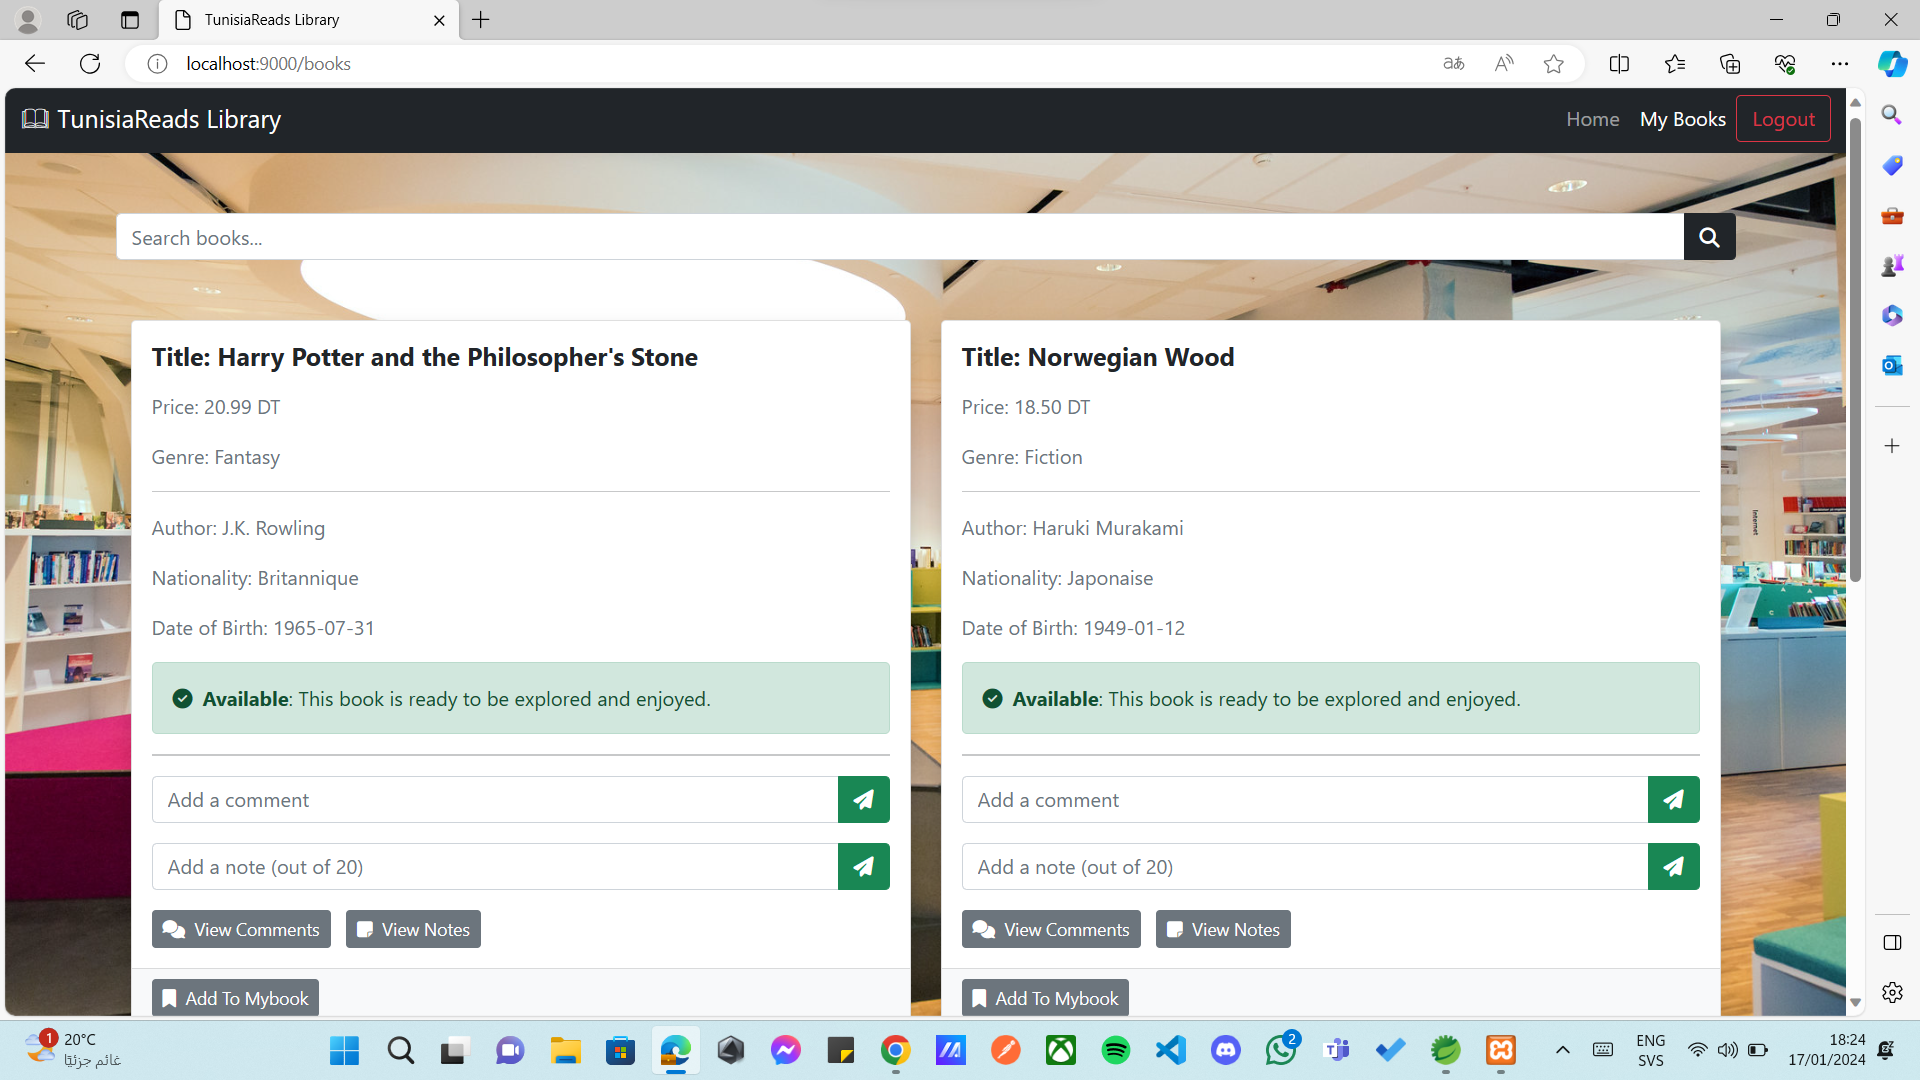 TunisiaReads Library
localhost:9000/books
TunisiaReads Library
Home My Books Logout
Search books...
Title: Harry Potter and the Philosopher's Stone
Price: 20.99 DT
Genre: Fantasy
Author: J.K. Rowling
Nationality: Britannique
Date of Birth: 1965-07-31
Available: This book is ready to be explored and enjoyed.
Add a comment
Add a note (out of 20)
View Comments View Notes
Add To Mybook
Title: Norwegian Wood
Price: 18.50 DT
Genre: Fiction
Author: Haruki Murakami
Nationality: Japonaise
Date of Birth: 1949-01-12
Available: This book is ready to be explored and enjoyed.
Add a comment
Add a note (out of 20)
View Comments View Notes
Add To Mybook
Internet
1
20°C
غائم جزئيًا
2
ENG
SVS
18:24
17/01/2024